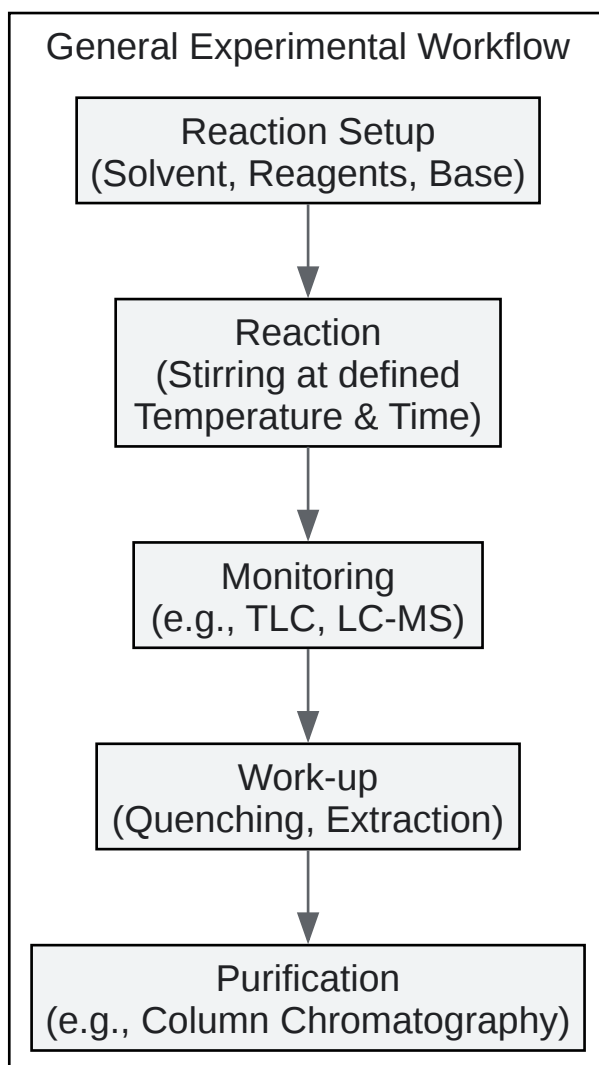 General Experimental Workflow
Reaction Setup
(Solvent, Reagents, Base)
Reaction
(Stirring at defined
Temperature & Time)
Monitoring
(e.g., TLC, LC-MS)
Work-up
(Quenching, Extraction)
Purification
(e.g., Column Chromatography)